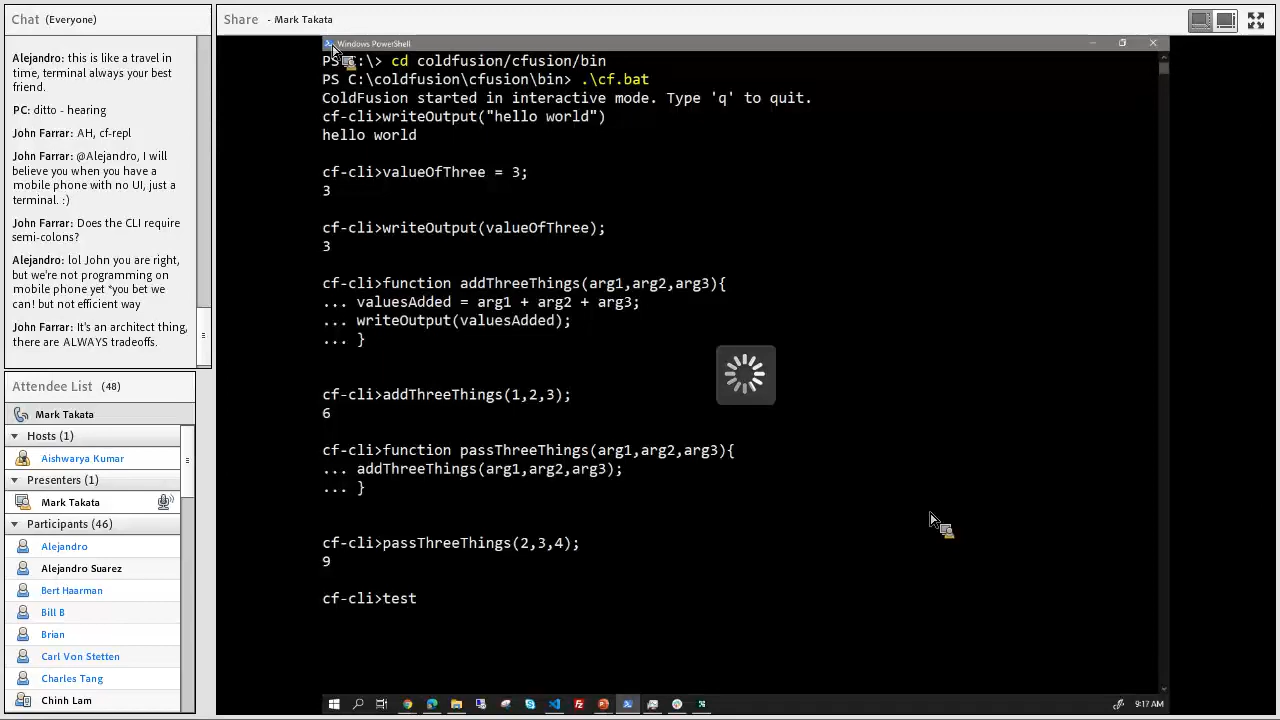 Chat (Everyone)
Alejandro: this is like a travel in
time, terminal always your best
friend.
PC: ditto - hearing
John Farrar: AH, cf-repl
John Farrar: @Alejandro, I will
believe you when you have a
mobile phone with no UI, just a
terminal. :)
John Farrar: Does the CLI require
semi-colons?
Alejandro: lol John you are right,
but we're not programming on
mobile phone yet *you bet we
can! but not efficient way
John Farrar: It's an architect thing,
there are ALWAYS tradeoffs.
Attendee List (48)
Mark Takata
Hosts (1)
Aishwarya Kumar
Presenters (1)
Mark Takata
Participants (46)
Alejandro
Alejandro Suarez
Bert Haarman
Bill B
Brian
Carl Von Stetten
Charles Tang
Chinh Lam
Share - Mark Takata
Windows PowerShell
PS :\> cd coldfusion/cfusion/bin
PS C:\coldfusion\cfusion\bin> .\cf.bat
ColdFusion started in interactive mode. Type 'q' to quit.
cf-cli>writeOutput("hello world")
hello world
cf-cli>valueOfThree = 3;
3
cf-cli>writeOutput(valueOfThree);
3
cf-cli>function addThreeThings(arg1,arg2,arg3){
... valuesAdded = arg1 + arg2 + arg3;
... writeOutput(valuesAdded);
... }
cf-cli>addThreeThings(1,2,3);
6
cf-cli>function passThreeThings(arg1,arg2,arg3){
... addThreeThings(arg1,arg2,arg3);
... }
cf-cli>passThreeThings(2,3,4);
9
cf-cli>test
9:17 AM